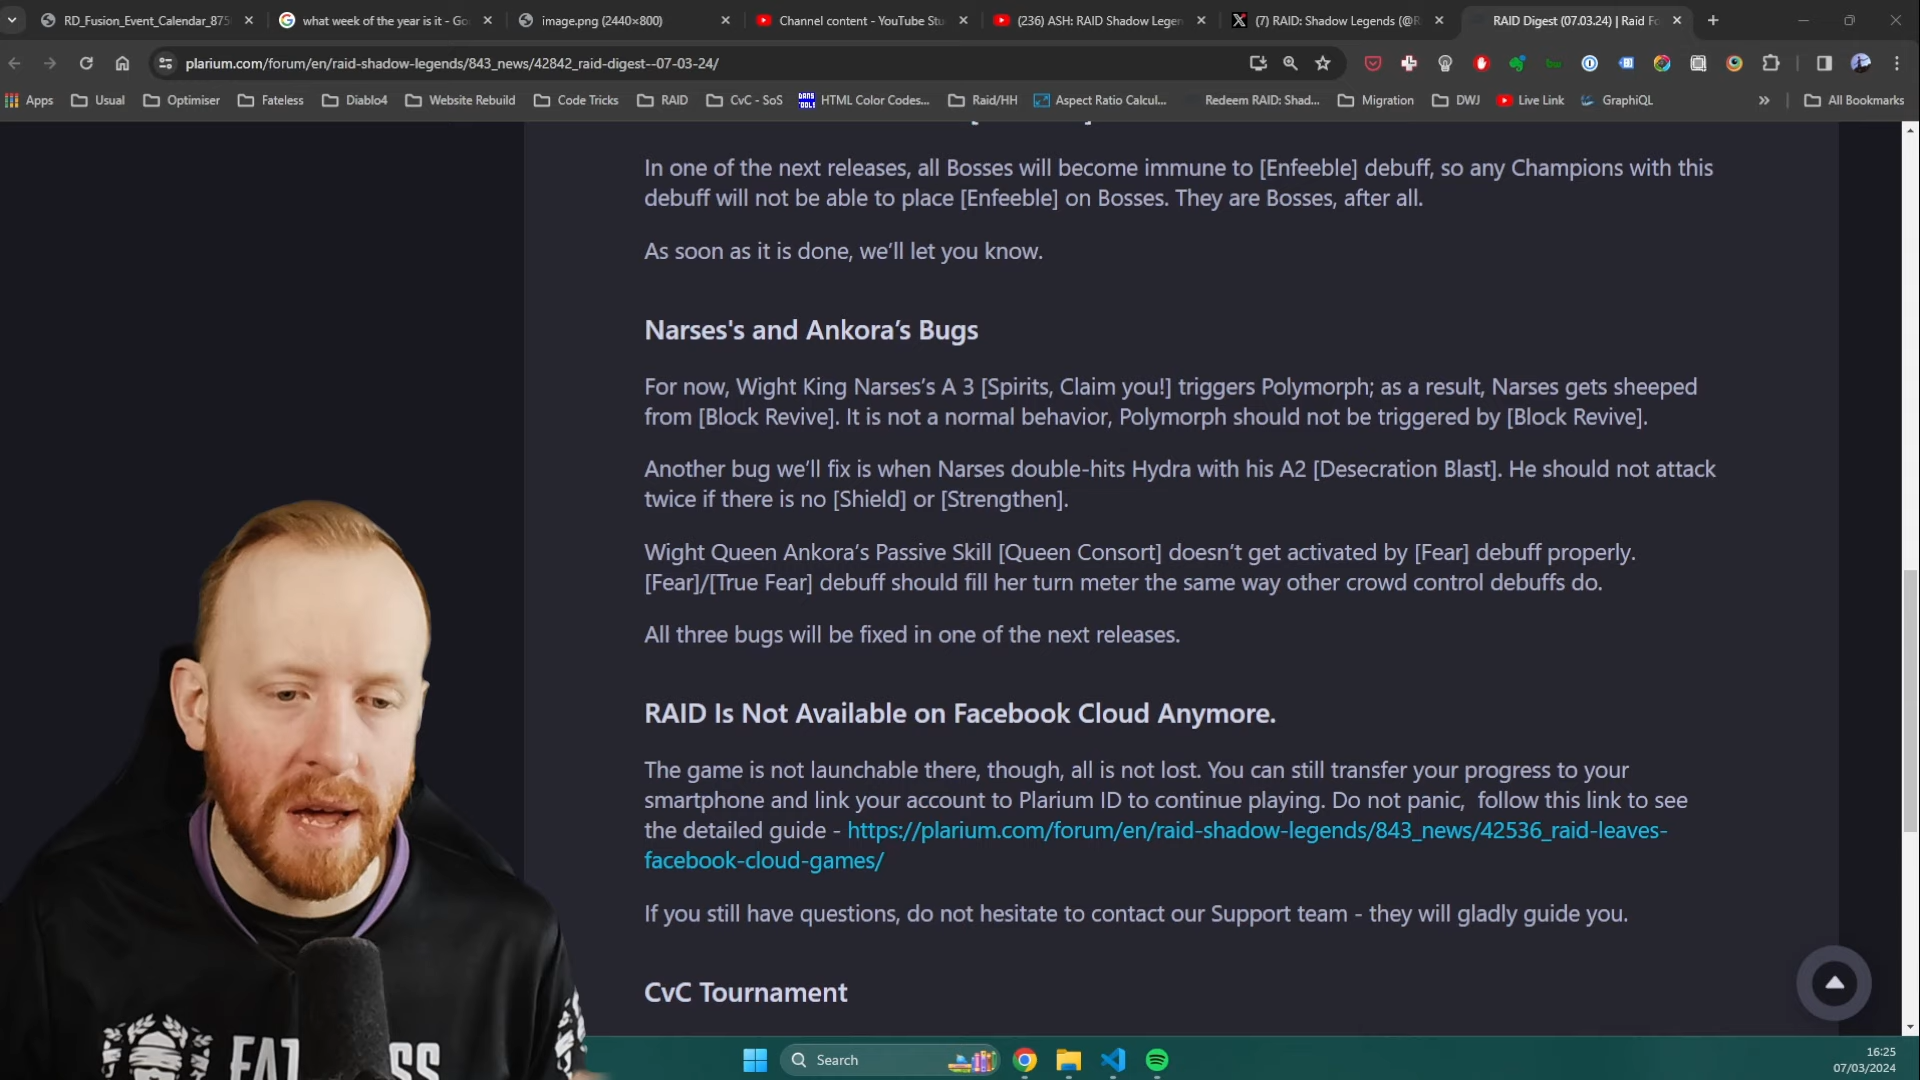 RD_Fusion_Event_Calendar_875
what week of the year is it - Go
image.png (2440×800)
Channel content - YouTube Stu
(236) ASH: RAID Shadow Legen
(7) RAID: Shadow Legends (@R
RAID Digest (07.03.24) | Raid Fo
plarium.com/forum/en/raid-shadow-legends/843_news/42842_raid-digest--07-03-24/
Apps
Usual
Optimiser
Fateless
Diablo4
Website Rebuild
Code Tricks
RAID
CvC - SoS
HTML Color Codes...
Raid/HH
Aspect Ratio Calcul...
Redeem RAID: Shad...
Migration
DWJ
Live Link
GraphiQL
»
All Bookmarks
In one of the next releases, all Bosses will become immune to [Enfeeble] debuff, so any Champions with this
debuff will not be able to place [Enfeeble] on Bosses. They are Bosses, after all.
As soon as it is done, we’ll let you know.
Narses's and Ankora’s Bugs
For now, Wight King Narses’s A 3 [Spirits, Claim you!] triggers Polymorph; as a result, Narses gets sheeped
from [Block Revive]. It is not a normal behavior, Polymorph should not be triggered by [Block Revive].
Another bug we’ll fix is when Narses double-hits Hydra with his A2 [Desecration Blast]. He should not attack
twice if there is no [Shield] or [Strengthen].
Wight Queen Ankora’s Passive Skill [Queen Consort] doesn’t get activated by [Fear] debuff properly.
[Fear]/[True Fear] debuff should fill her turn meter the same way other crowd control debuffs do.
All three bugs will be fixed in one of the next releases.
RAID Is Not Available on Facebook Cloud Anymore.
The game is not launchable there, though, all is not lost. You can still transfer your progress to your
smartphone and link your account to Plarium ID to continue playing. Do not panic,  follow this link to see
the detailed guide - https://plarium.com/forum/en/raid-shadow-legends/843_news/42536_raid-leaves-
facebook-cloud-games/
If you still have questions, do not hesitate to contact our Support team - they will gladly guide you.
CvC Tournament
Search
16:25
07/03/2024